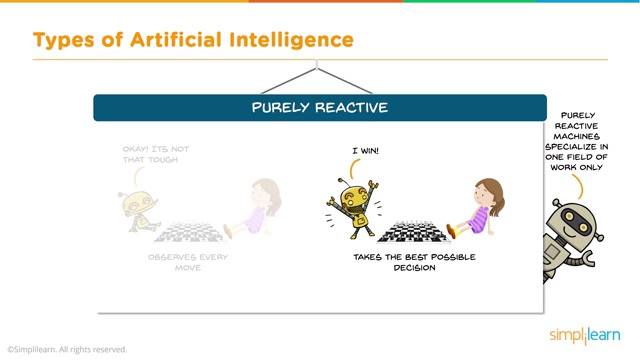 Types of Artificial Intelligence
PURELY REACTIVE
OKAY! ITS NOT
THAT TOUGH
OBSERVES EVERY
MOVE
I WIN!
TAKES THE BEST POSSIBLE
DECISION
PURELY
REACTIVE
MACHINES
SPECIALIZE IN
ONE FIELD OF
WORK ONLY
©Simplilearn. All rights reserved.
simplilearn